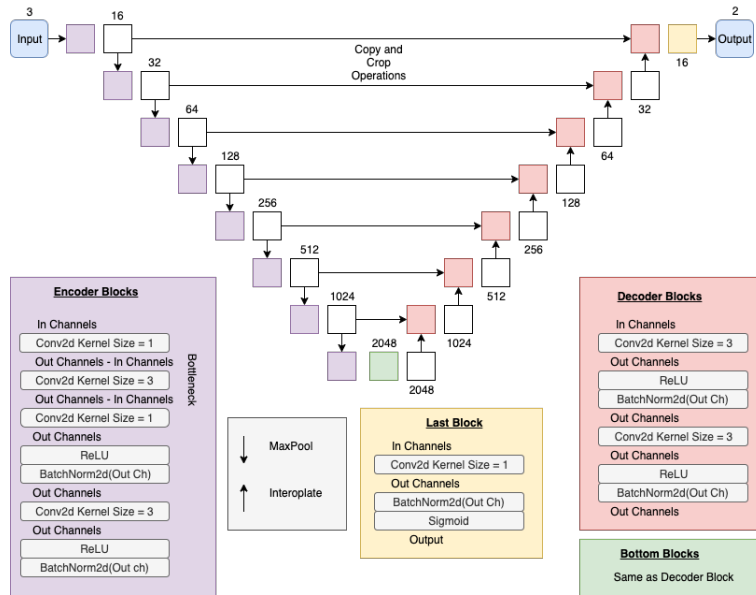 3
Input
16
Copy and
Crop
Operations
2
Output
16
32
32
64
64
128
128
256
256
512
512
1024
1024
2048
2048
Encoder Blocks
In Channels
Conv2d Kernel Size = 1
Out Channels - In Channels
Conv2d Kernel Size = 3
Out Channels - In Channels
Conv2d Kernel Size = 1
Out Channels
ReLU
BatchNorm2d(Out Ch)
Out Channels
Conv2d Kernel Size = 3
Out Channels
ReLU
BatchNorm2d(Out ch)
Bottleneck
MaxPool
Interoplate
Last Block
In Channels
Conv2d Kernel Size = 1
Out Channels
BatchNorm2d(Out Ch)
Sigmoid
Output
Decoder Blocks
In Channels
Conv2d Kernel Size = 3
Out Channels
ReLU
BatchNorm2d(Out Ch)
Out Channels
Conv2d Kernel Size = 3
Out Channels
ReLU
BatchNorm2d(Out Ch)
Out Channels
Bottom Blocks
Same as Decoder Block